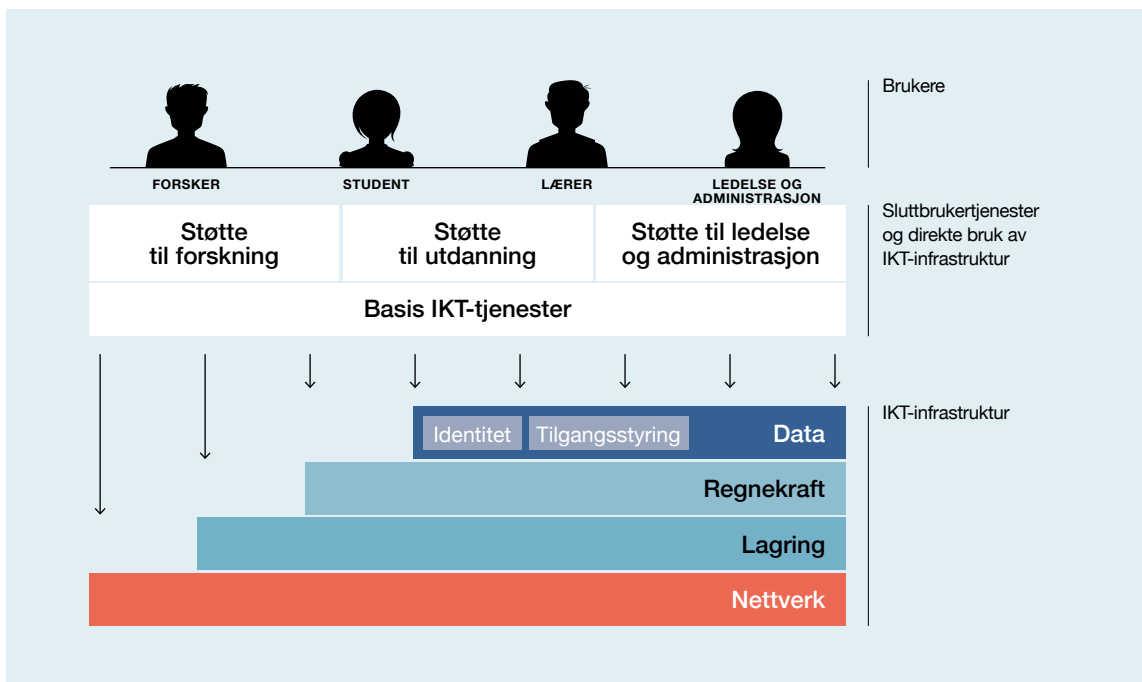 Brukere
FORSKER
STUDENT
LÆRER
LEDELSE OG
ADMINISTRASJON
Støtte
til forskning
Støtte
til utdanning
Støtte til ledelse
og administrasjon
Sluttbrukertjenester
og direkte bruk av
IKT-infrastruktur
Basis IKT-tjenester
IKT-infrastruktur
Identitet
Tilgangsstyring
Data
Regnekraft
Lagring
Nettverk